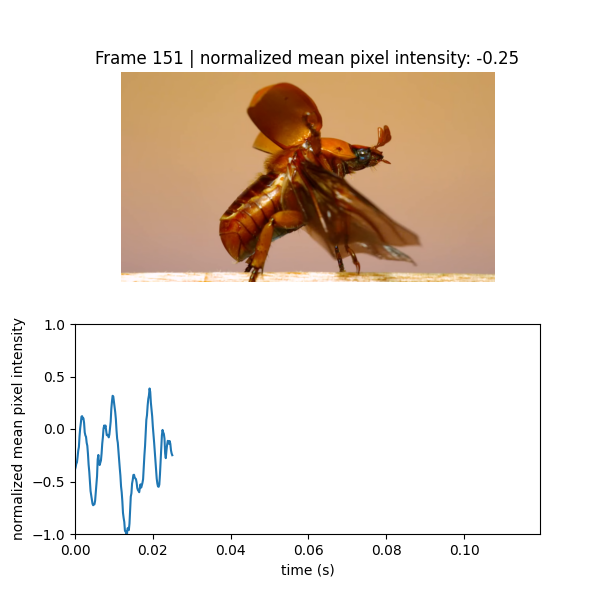 Frame 151 | normalized mean pixel intensity: -0.25
normalized mean pixel intensity
1.0
0.5
0.0
−0.5
−1.0
0.00 0.02 0.04 0.06 0.08 0.10
time (s)